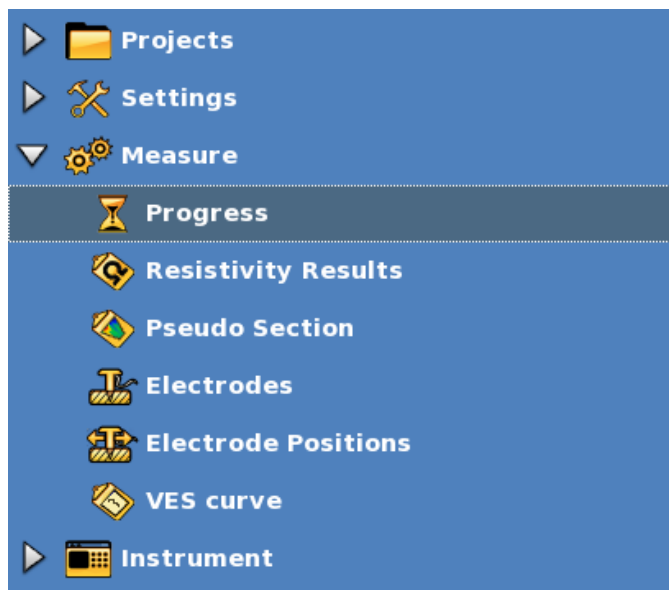 Projects
Settings
Measure
Progress
Resistivity Results
Pseudo Section
Electrodes
Electrode Positions
VES curve
Instrument